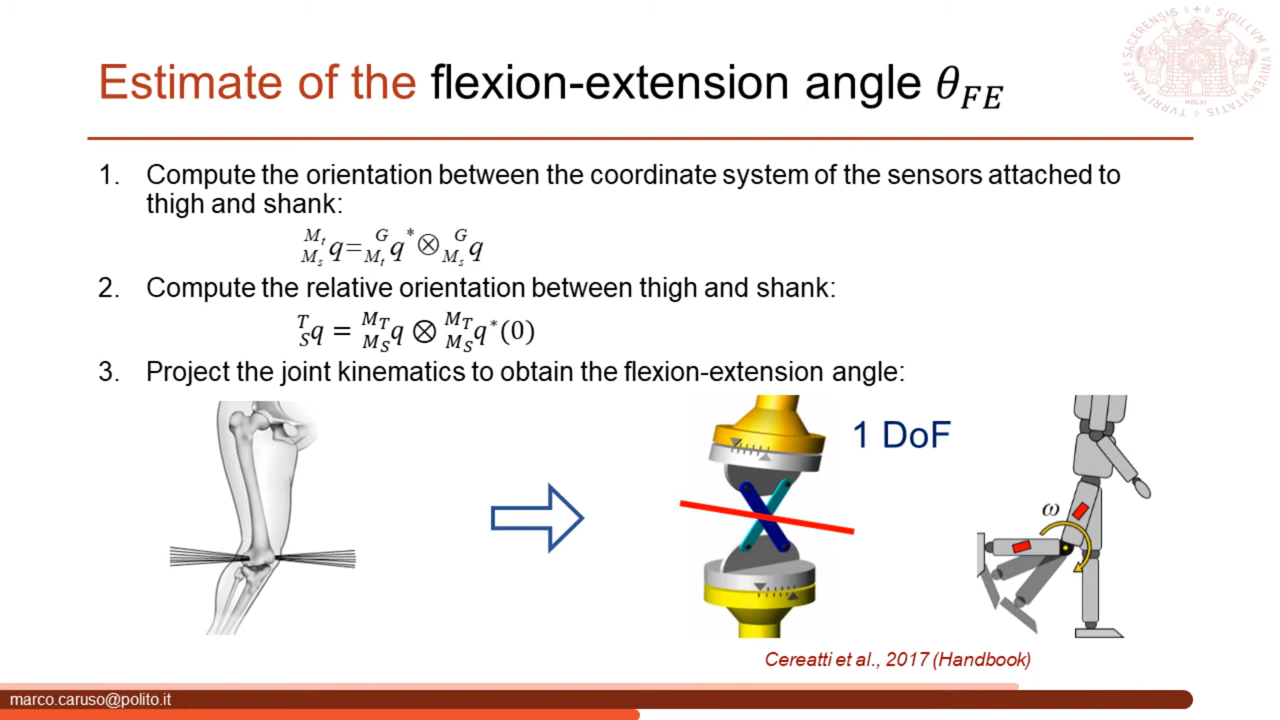 Estimate of the flexion-extension angle θ_FE
1. Compute the orientation between the coordinate system of the sensors attached to
thigh and shank:
^{M_t}_{M_s}q = ^{G}_{M_t}q^* ⊗ ^{G}_{M_s}q
2. Compute the relative orientation between thigh and shank:
^{T}_{S}q = ^{M_T}_{M_S}q ⊗ ^{M_T}_{M_S}q^*(0)
3. Project the joint kinematics to obtain the flexion-extension angle:
1 DoF
ω
Cereatti et al., 2017 (Handbook)
marco.caruso@polito.it